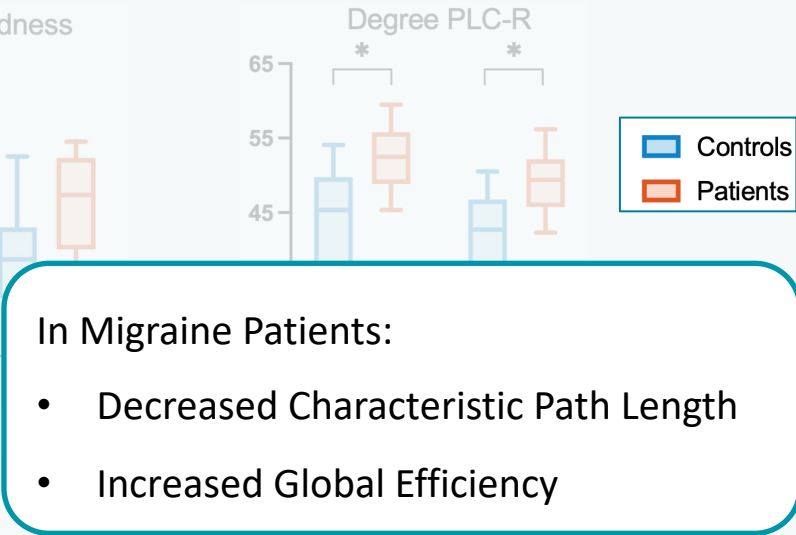 dness
Degree PLC-R
*
*
65
55
45
Controls
Patients
In Migraine Patients:
• Decreased Characteristic Path Length
• Increased Global Efficiency